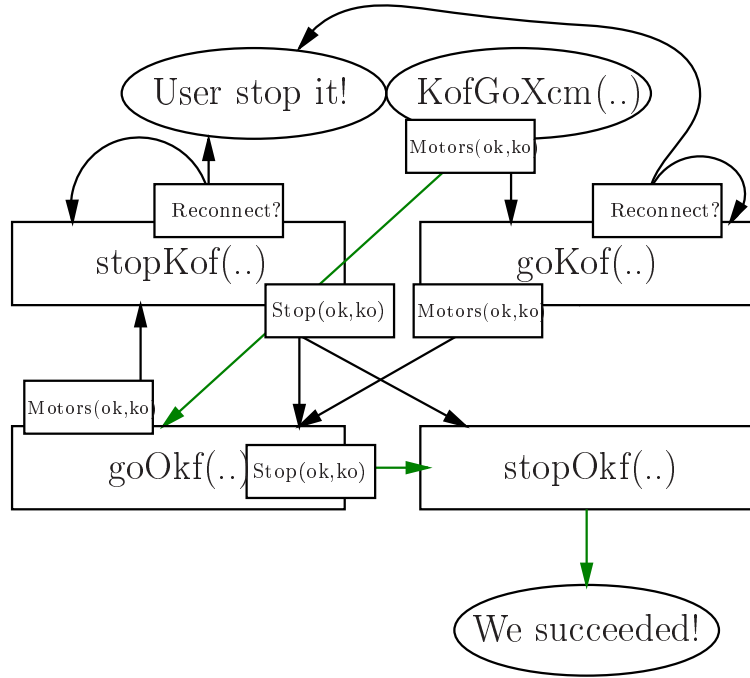 User stop it!
KofGoXcm(..)
Motors(ok,ko)
Reconnect?
Reconnect?
stopKof(..)
goKof(..)
Stop(ok,ko)
Motors(ok,ko)
Motors(ok,ko)
goOkf(..)
Stop(ok,ko)
stopOkf(..)
We succeeded!